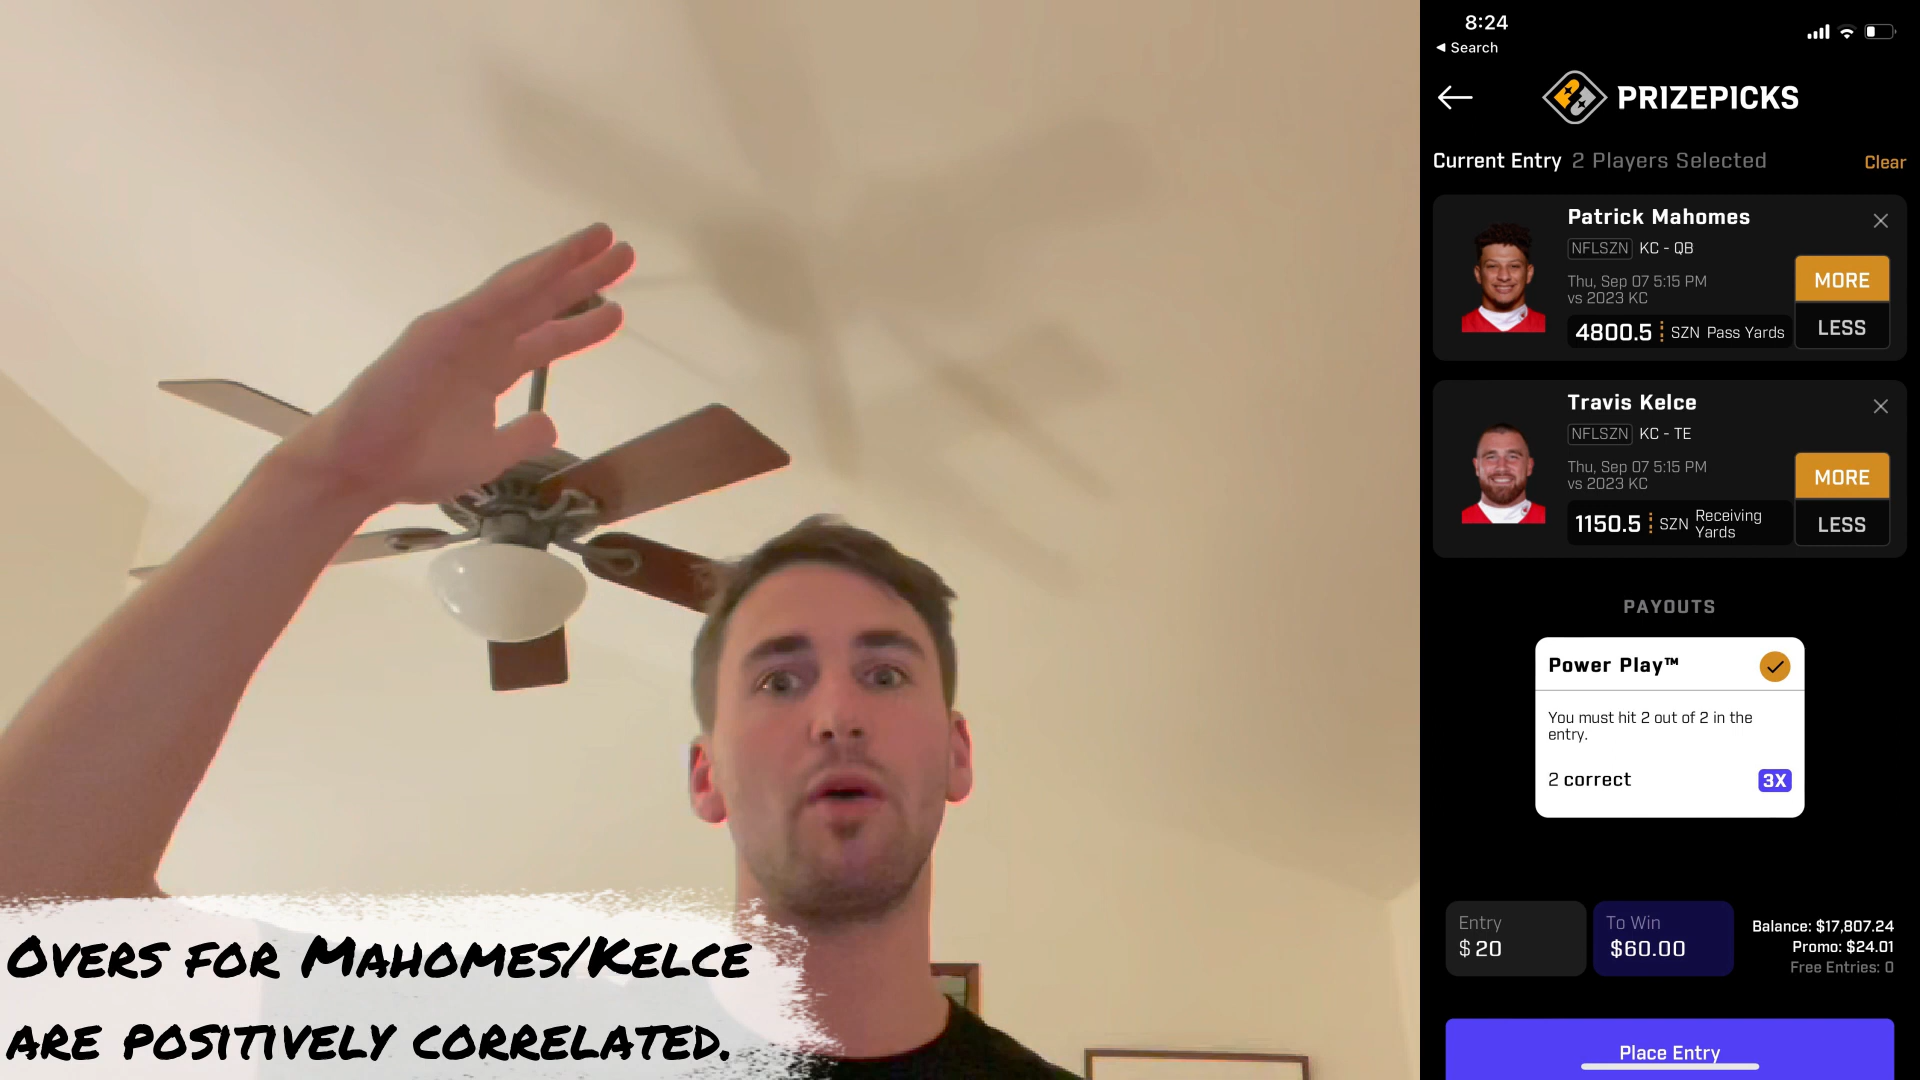 Overs for Mahomes/Kelce
are positively correlated.
8:24
◀ Search
PRIZEPICKS
Current Entry 2 Players Selected Clear
Patrick Mahomes
NFLSZN KC - QB
Thu, Sep 07 5:15 PM
vs 2023 KC
MORE
4800.5 SZN Pass Yards
LESS
Travis Kelce
NFLSZN KC - TE
Thu, Sep 07 5:15 PM
vs 2023 KC
MORE
1150.5 SZN Receiving
Yards
LESS
PAYOUTS
Power Play™
You must hit 2 out of 2 in the
entry.
2 correct 3X
Entry
$ 20
To Win
$60.00
Balance: $17,807.24
Promo: $24.01
Free Entries: 0
Place Entry